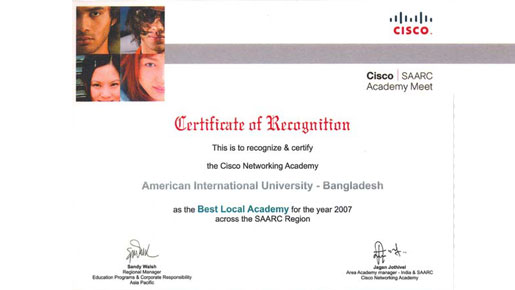 CISCO
Cisco | SAARC
Academy Meet
Certificate of Recognition
This is to recognize & certify
the Cisco Networking Academy
American International University - Bangladesh
as the Best Local Academy for the year 2007
across the SAARC Region
Sandy Walsh
Regional Manager
Education Programs & Corporate Responsibility
Asia Pacific
Jagan Jothivel
Area Academy manager - India & SAARC
Cisco Networking Academy